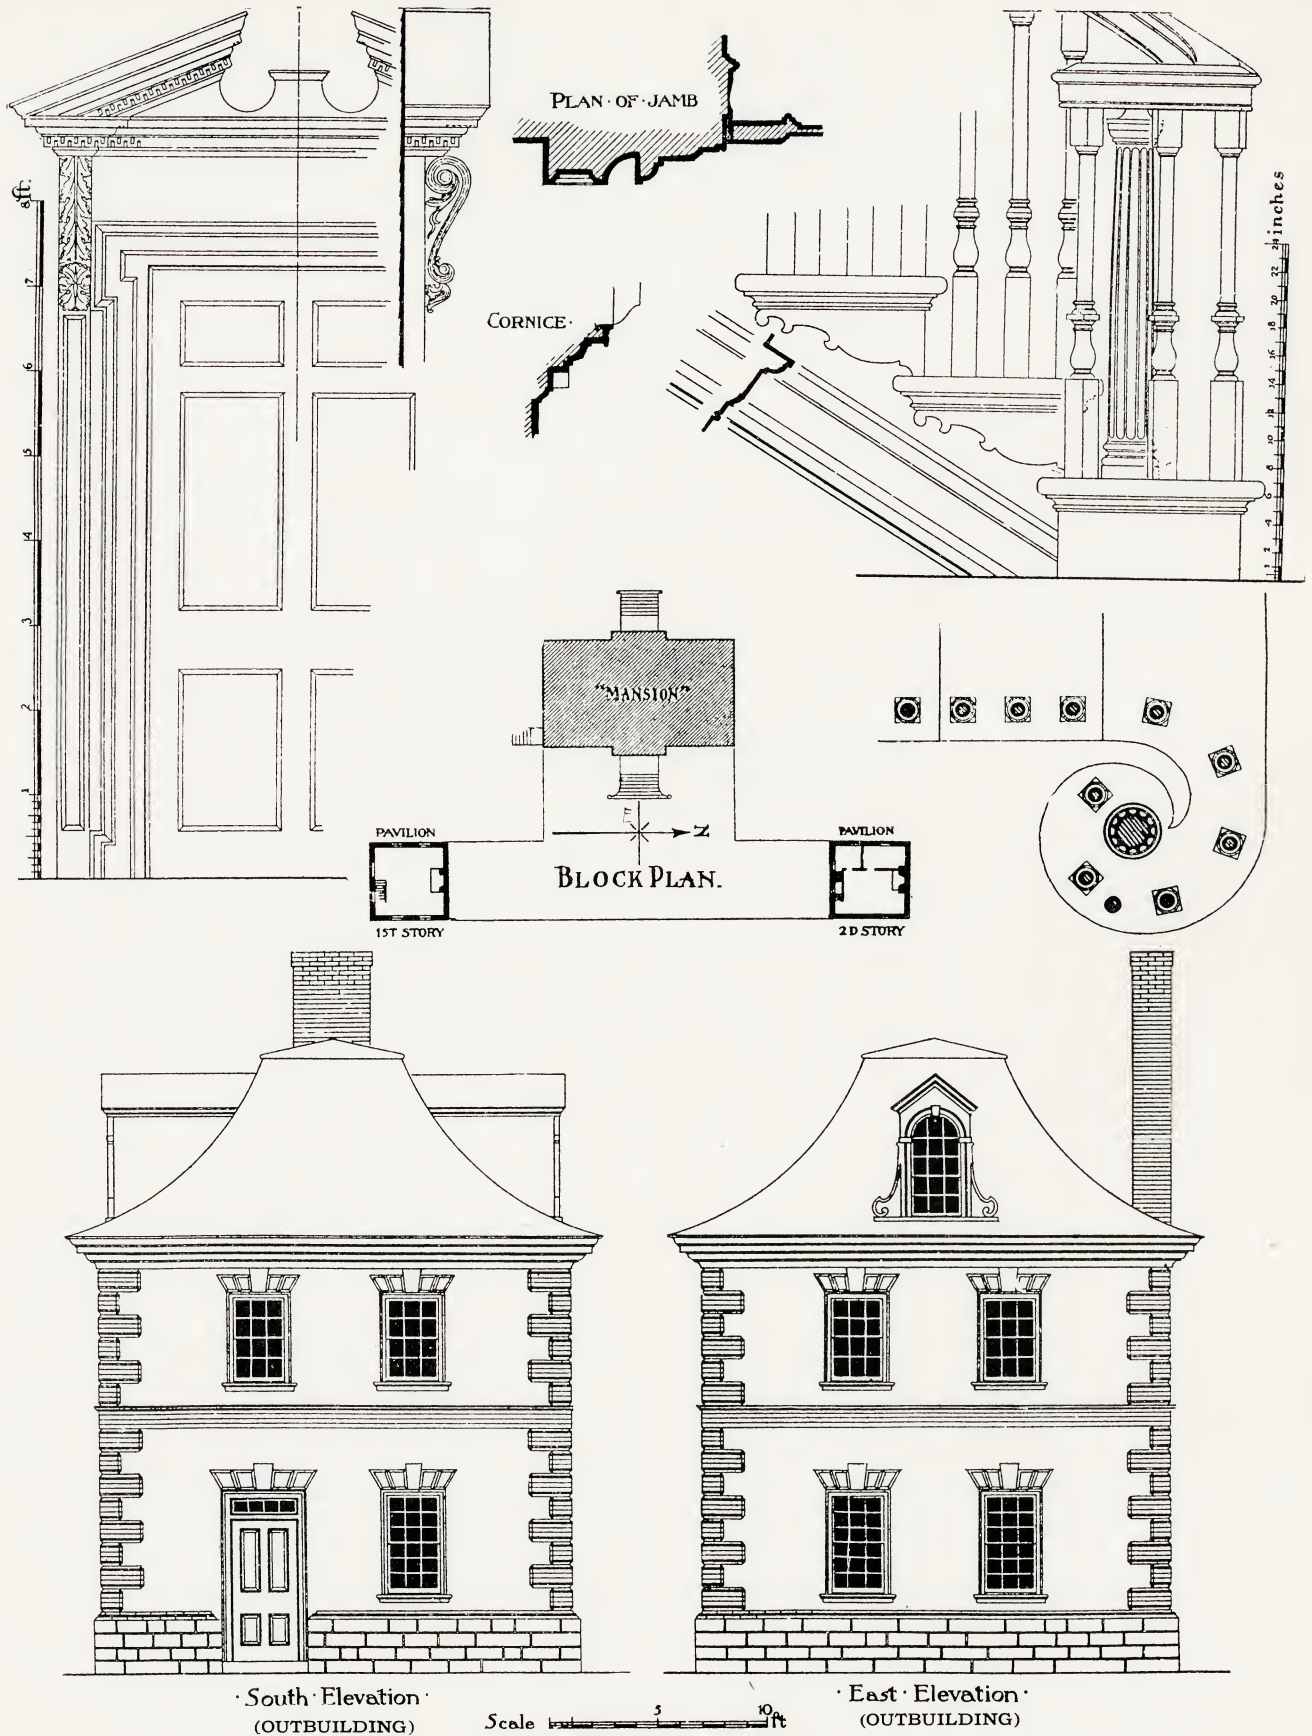 PLAN · OF · JAMB
8 ft.
7
6
5
4
3
2
1
CORNICE ·
24 inches
22
20
18
16
14
12
10
8
6
4
2
1
"MANSION"
E
N
PAVILION
PAVILION
BLOCK PLAN.
1ST STORY
2D STORY
· South · Elevation ·
(OUTBUILDING)
Scale
5
10 ft
· East · Elevation ·
(OUTBUILDING)